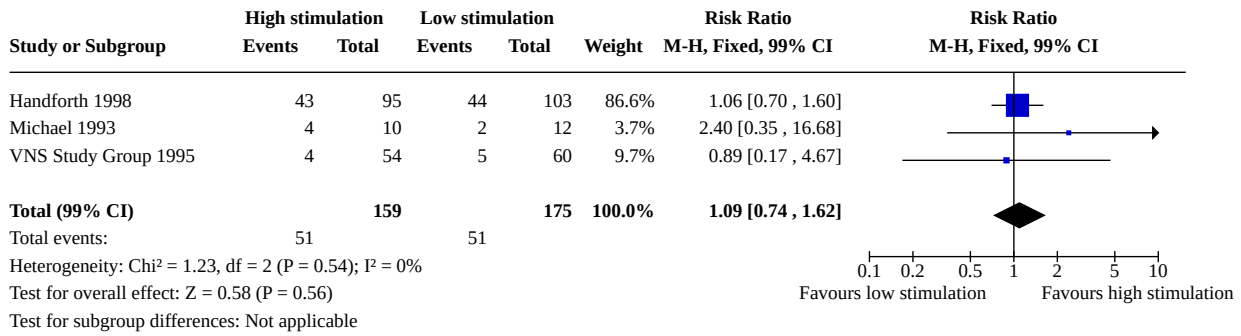 High stimulation Low stimulation Risk Ratio Risk Ratio
Study or Subgroup Events Total Events Total Weight M-H, Fixed, 99% CI M-H, Fixed, 99% CI
Handforth 1998 43 95 44 103 86.6% 1.06 [0.70 , 1.60]
Michael 1993 4 10 2 12 3.7% 2.40 [0.35 , 16.68]
VNS Study Group 1995 4 54 5 60 9.7% 0.89 [0.17 , 4.67]
Total (99% CI) 159 175 100.0% 1.09 [0.74 , 1.62]
Total events: 51 51
Heterogeneity: Chi² = 1.23, df = 2 (P = 0.54); I² = 0%
0.1 0.2 0.5 1 2 5 10
Test for overall effect: Z = 0.58 (P = 0.56) Favours low stimulation Favours high stimulation
Test for subgroup differences: Not applicable